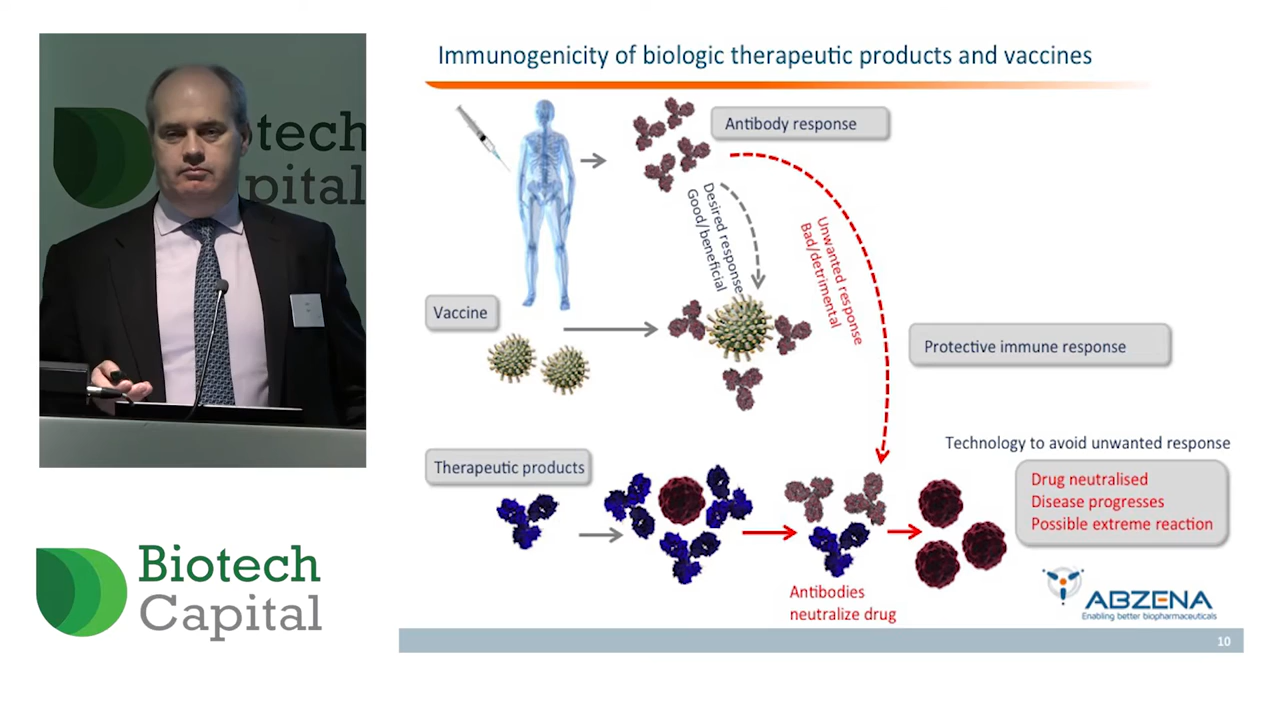 tech
pital
Biotech
Capital
Immunogenicity of biologic therapeutic products and vaccines
Antibody response
Desired response
Good/beneficial
Unwanted response
Bad/detrimental
Vaccine
Protective immune response
Technology to avoid unwanted response
Therapeutic products
Drug neutralised
Disease progresses
Possible extreme reaction
Antibodies
neutralize drug
ABZENA
Enabling better biopharmaceuticals
10